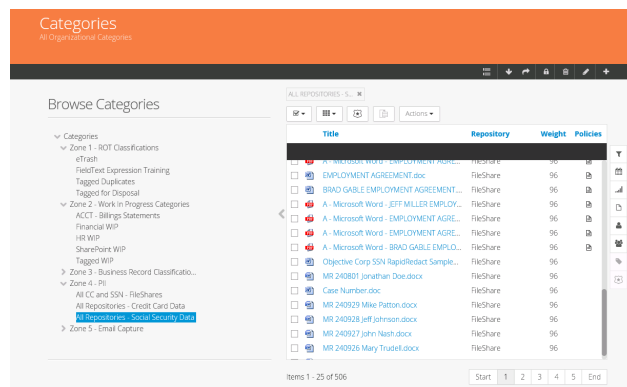 Categories
All Organizational Categories
Browse Categories
Categories
Zone 1 - ROT Classifications
eTrash
FieldText Expression Training
Tagged Duplicates
Tagged for Disposal
Zone 2 - Work in Progress Categories
ACCT - Billings Statements
Financial WIP
HR WIP
SharePoint WIP
Tagged WIP
Zone 3 - Business Record Classificatio...
Zone 4 - PII
All CC and SSN - FileShares
All Repositories - Credit Card Data
All Repositories - Social Security Data
Zone 5 - Email Capture
ALL REPOSITORIES - S...
Actions
Title Repository Weight Policies
A - Microsoft Word - EMPLOYMENT AGRE... FileShare 96
EMPLOYMENT AGREEMENT.doc FileShare 96
BRAD GABLE EMPLOYMENT AGREEMENT.... FileShare 96
A - Microsoft Word - JEFF MILLER EMPLOY... FileShare 96
A - Microsoft Word - EMPLOYMENT AGRE... FileShare 96
A - Microsoft Word - EMPLOYMENT AGRE... FileShare 96
A - Microsoft Word - BRAD GABLE EMPLO... FileShare 96
Objective Corp SSN RapidRedact Sample... FileShare 96
MR 240801 Jonathan Doe.docx FileShare 96
Case Number.doc FileShare 96
MR 240929 Mike Patton.docx FileShare 96
MR 240928 Jeff Johnson.docx FileShare 96
MR 240927 John Nash.docx FileShare 96
MR 240926 Mary Trudell.docx FileShare 96
Items 1 - 25 of 506
Start 1 2 3 4 5 End